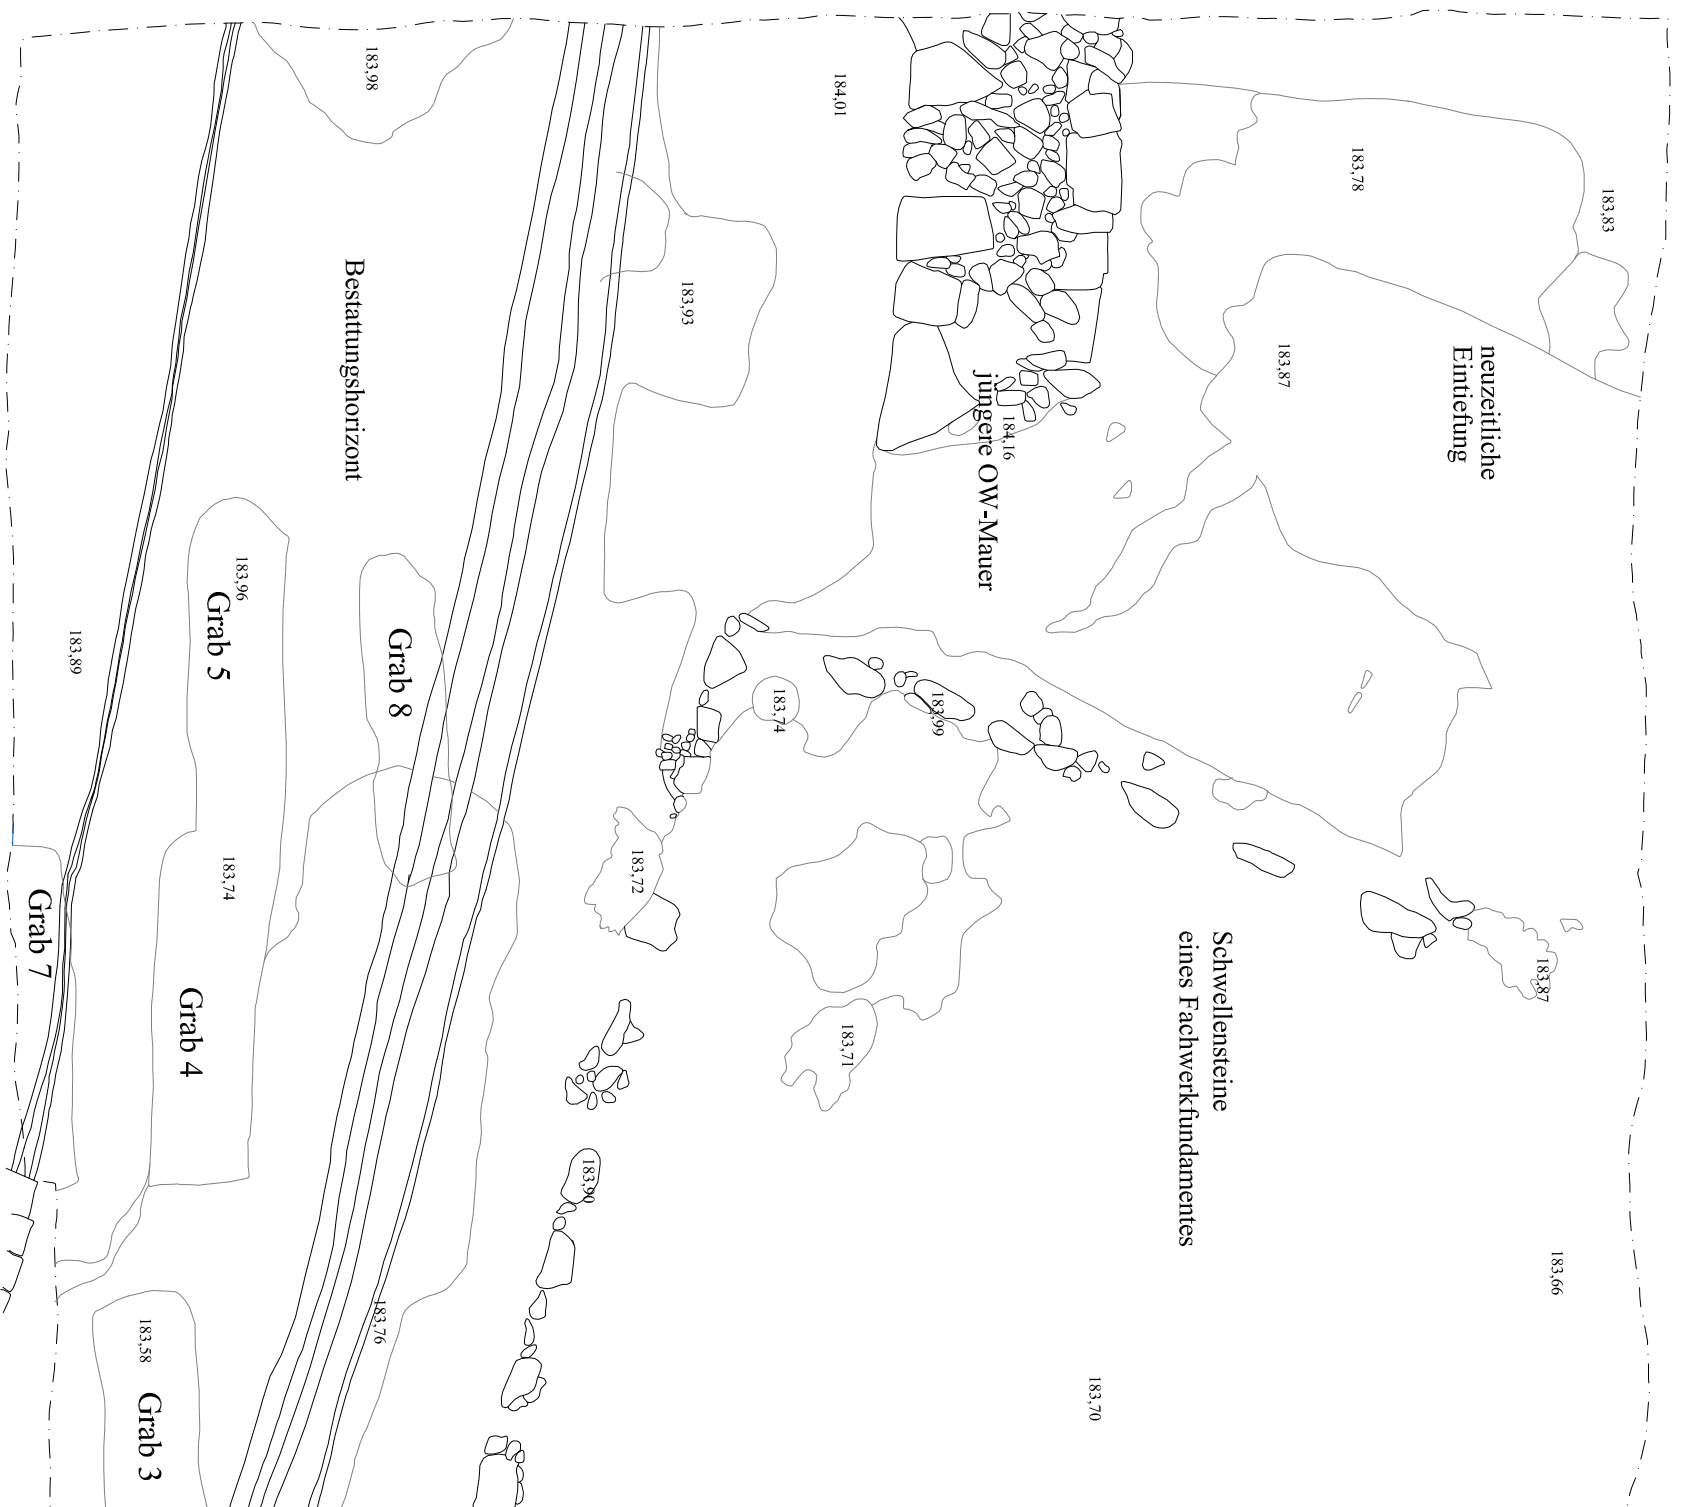 183,83
183,78
neuzeitliche
Eintiefung
183,87
184,01
184,16
jüngere OW-Mauer
183,93
183,98
Bestattungshorizont
183,96
Grab 5
Grab 8
183,89
183,74
183,99
183,72
183,74
Grab 7
Grab 4
183,71
183,87
Schwellensteine
eines Fachwerkfundamentes
183,90
183,66
183,76
183,58
Grab 3
183,70